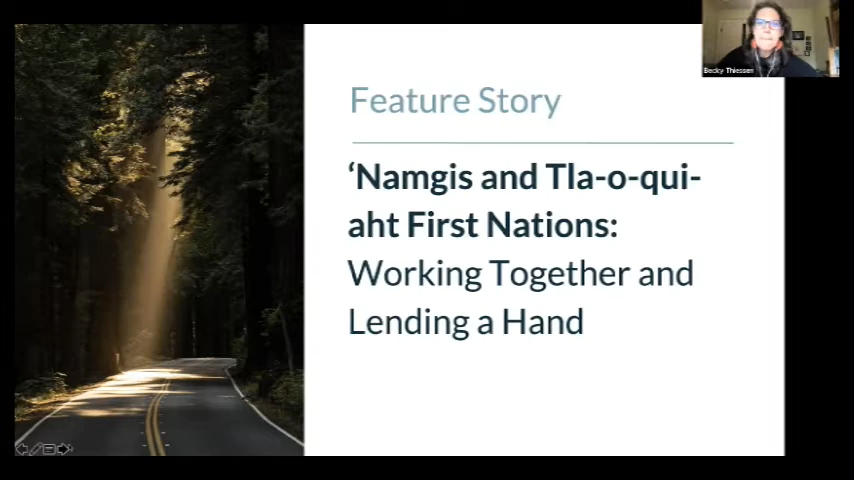 Becky Thiessen
Feature Story
‘Namgis and Tla-o-qui-
aht First Nations:
Working Together and
Lending a Hand